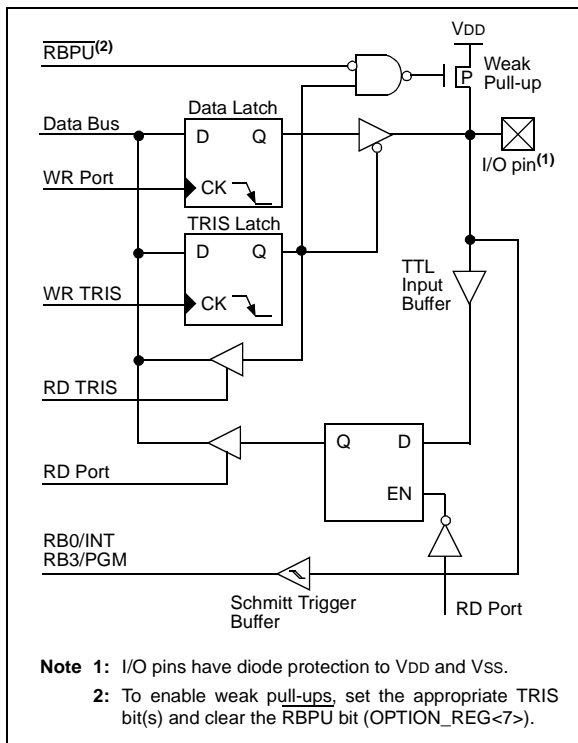 VDD
RBPU(2)
Weak
Pull-up
P
Data Latch
Data Bus
D Q
I/O pin(1)
WR Port
CK
TRIS Latch
D Q
TTL
Input
Buffer
WR TRIS
CK
RD TRIS
Q D
RD Port
EN
RB0/INT
RB3/PGM
Schmitt Trigger
Buffer
RD Port
Note 1: I/O pins have diode protection to VDD and VSS.
2: To enable weak pull-ups, set the appropriate TRIS
bit(s) and clear the RBPU bit (OPTION_REG<7>).